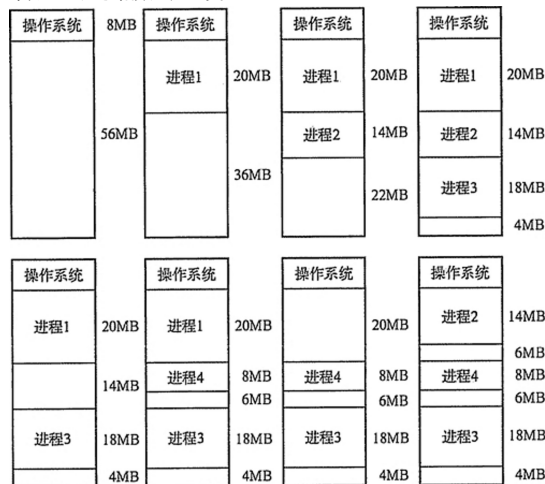 操作系统 8MB 操作系统 操作系统 操作系统
进程1 20MB 进程1 20MB 进程1 20MB
56MB 进程2 14MB 进程2 14MB
36MB 22MB 进程3 18MB
4MB
操作系统 操作系统 操作系统 操作系统
进程1 20MB 进程1 20MB 20MB 进程2 14MB
6MB
14MB 进程4 8MB 进程4 8MB 进程4 8MB
6MB 6MB 6MB
进程3 18MB 进程3 18MB 进程3 18MB 进程3 18MB
4MB 4MB 4MB 4MB